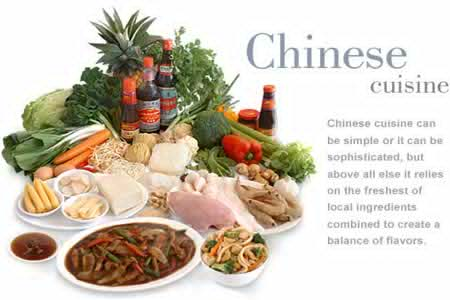 Chinese
cuisine
Chinese cuisine can
be simple or it can be
sophisticated, but
above all else it relies
on the freshest of
local ingredients
combined to create a
balance of flavors.